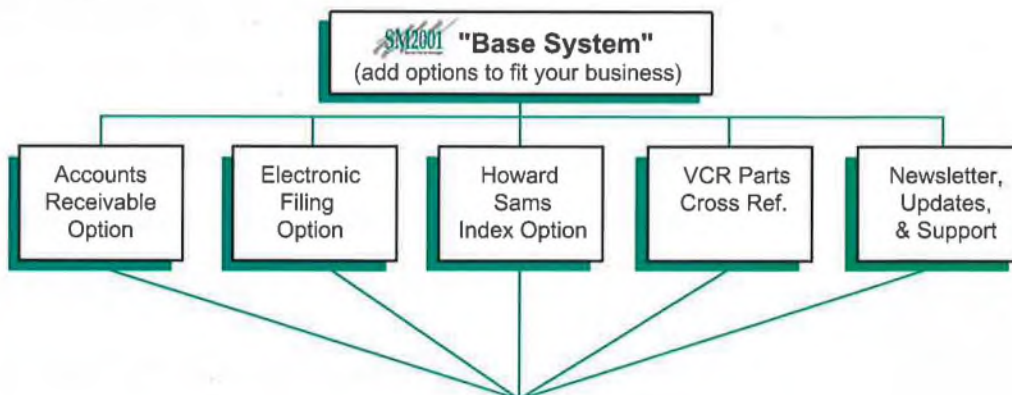 SM2001 "Base System"
(add options to fit your business)
Accounts
Receivable
Option
Electronic
Filing
Option
Howard
Sams
Index Option
VCR Parts
Cross Ref.
Newsletter,
Updates,
& Support